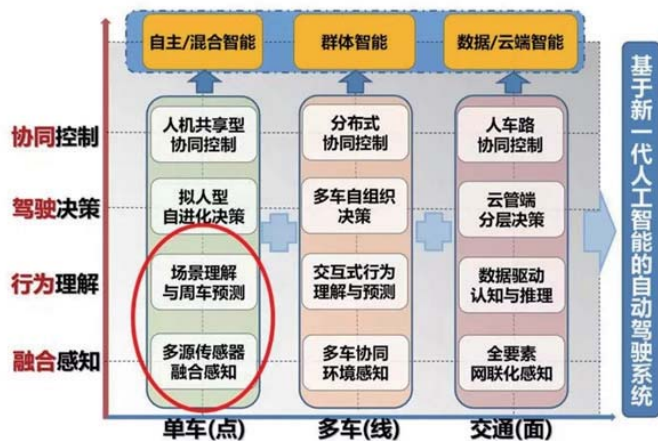 自主/混合智能
群体智能
数据/云端智能
协同控制
人机共享型
协同控制
分布式
协同控制
人车路
协同控制
驾驶决策
拟人型
自进化决策
多车自组织
决策
云管端
分层决策
行为理解
场景理解
与周车预测
交互式行为
理解与预测
数据驱动
认知与推理
融合感知
多源传感器
融合感知
多车协同
环境感知
全要素
网联化感知
单车(点)
多车(线)
交通(面)
基于新一代人工智能的自动驾驶系统